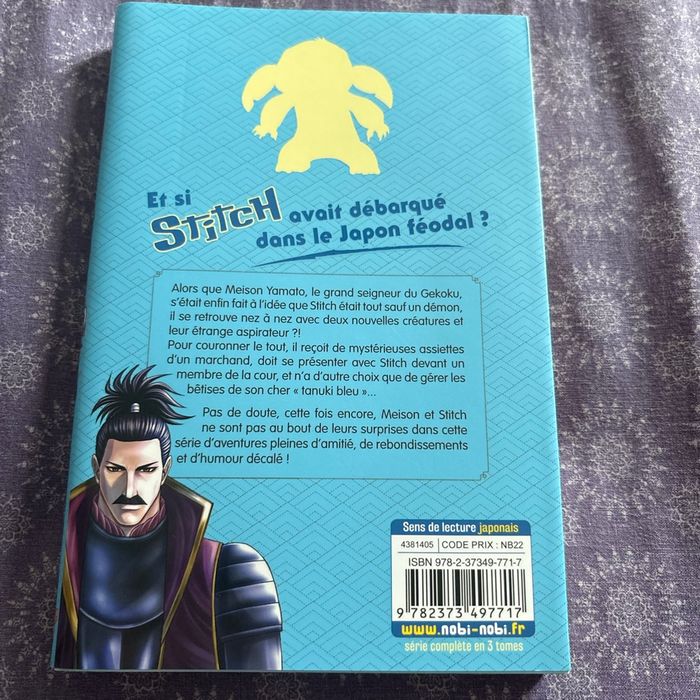 Et si
STITCH avait débarqué
dans le Japon féodal ?
Alors que Meison Yamato, le grand seigneur du Gekoku,
s'était enfin fait à l'idée que Stitch était tout sauf un démon,
il se retrouve nez à nez avec deux nouvelles créatures et
leur étrange aspirateur ?!
Pour couronner le tout, il reçoit de mystérieuses assiettes
d'un marchand, doit se présenter avec Stitch devant un
membre de la cour, et n'a d'autre choix que de gérer les
bêtises de son cher « tanuki bleu »...
Pas de doute, cette fois encore, Meison et Stitch
ne sont pas au bout de leurs surprises dans cette
série d'aventures pleines d'amitié, de rebondissements
et d'humour décalé !
Sens de lecture japonais
4381405 CODE PRIX : NB22
ISBN 978-2-37349-771-7
9 782373 497717
www.nobi-nobi.fr
série complète en 3 tomes